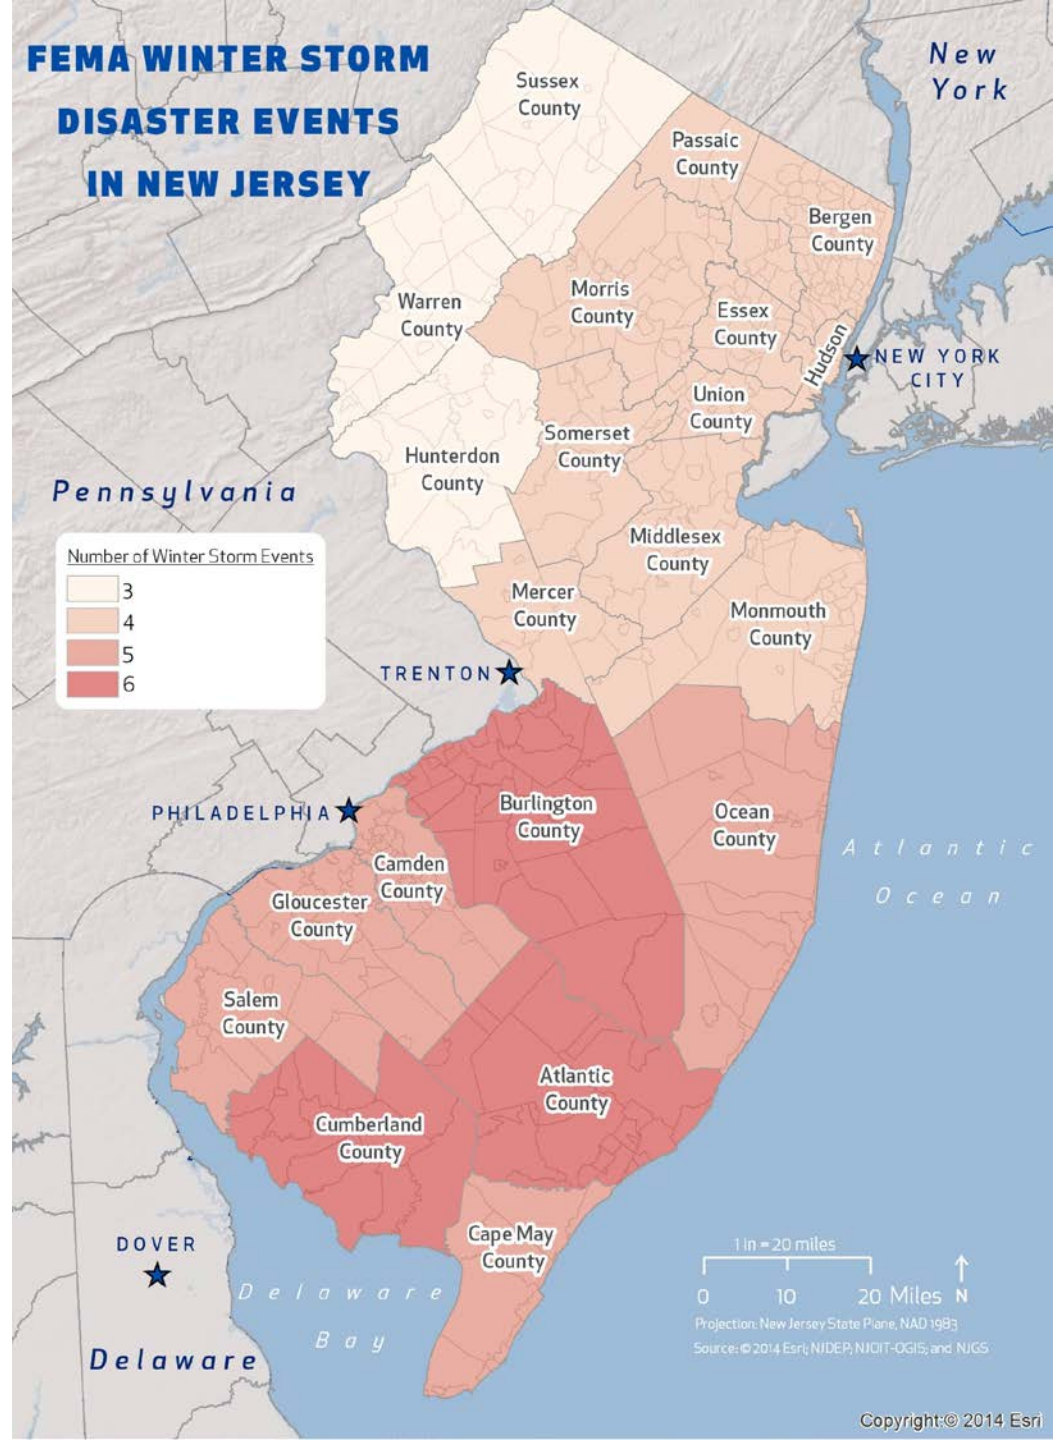 FEMA WINTER STORM
DISASTER EVENTS
IN NEW JERSEY
New
York
Sussex
County
Passaic
County
Bergen
County
Warren
County
Morris
County
Essex
County
Hudson
NEW YORK
CITY
Union
County
Somerset
County
Hunterdon
County
Pennsylvania
Middlesex
County
Number of Winter Storm Events
3
4
5
6
Mercer
County
Monmouth
County
TRENTON
PHILADELPHIA
Burlington
County
Ocean
County
Atlantic
Ocean
Camden
County
Gloucester
County
Salem
County
Atlantic
County
Cumberland
County
Cape May
County
DOVER
Delaware
Bay
Delaware
1 in = 20 miles
0 10 20 Miles N
Projection: New Jersey State Plane, NAD 1983
Source: © 2014 Esri; NJDEP; NJOIT-OGIS; and NJGS
Copyright:© 2014 Esri